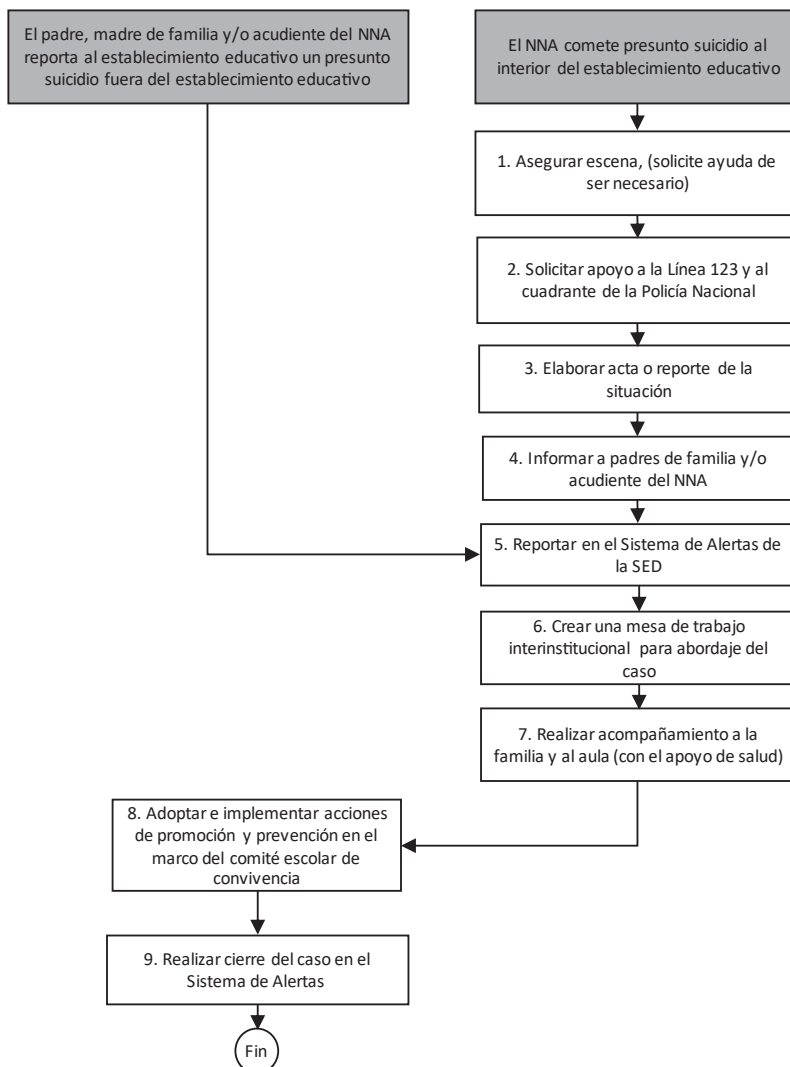 El padre, madre de familia y/o acudiente del NNA
reporta al establecimiento educativo un presunto
suicidio fuera del establecimiento educativo
El NNA comete presunto suicidio al
interior del establecimiento educativo
1. Asegurar escena, (solicite ayuda de
ser necesario)
2. Solicitar apoyo a la Línea 123 y al
cuadrante de la Policía Nacional
3. Elaborar acta o reporte de la
situación
4. Informar a padres de familia y/o
acudiente del NNA
5. Reportar en el Sistema de Alertas de
la SED
6. Crear una mesa de trabajo
interinstitucional para abordaje del
caso
7. Realizar acompañamiento a la
familia y al aula (con el apoyo de salud)
8. Adoptar e implementar acciones
de promoción y prevención en el
marco del comité escolar de
convivencia
9. Realizar cierre del caso en el
Sistema de Alertas
Fin